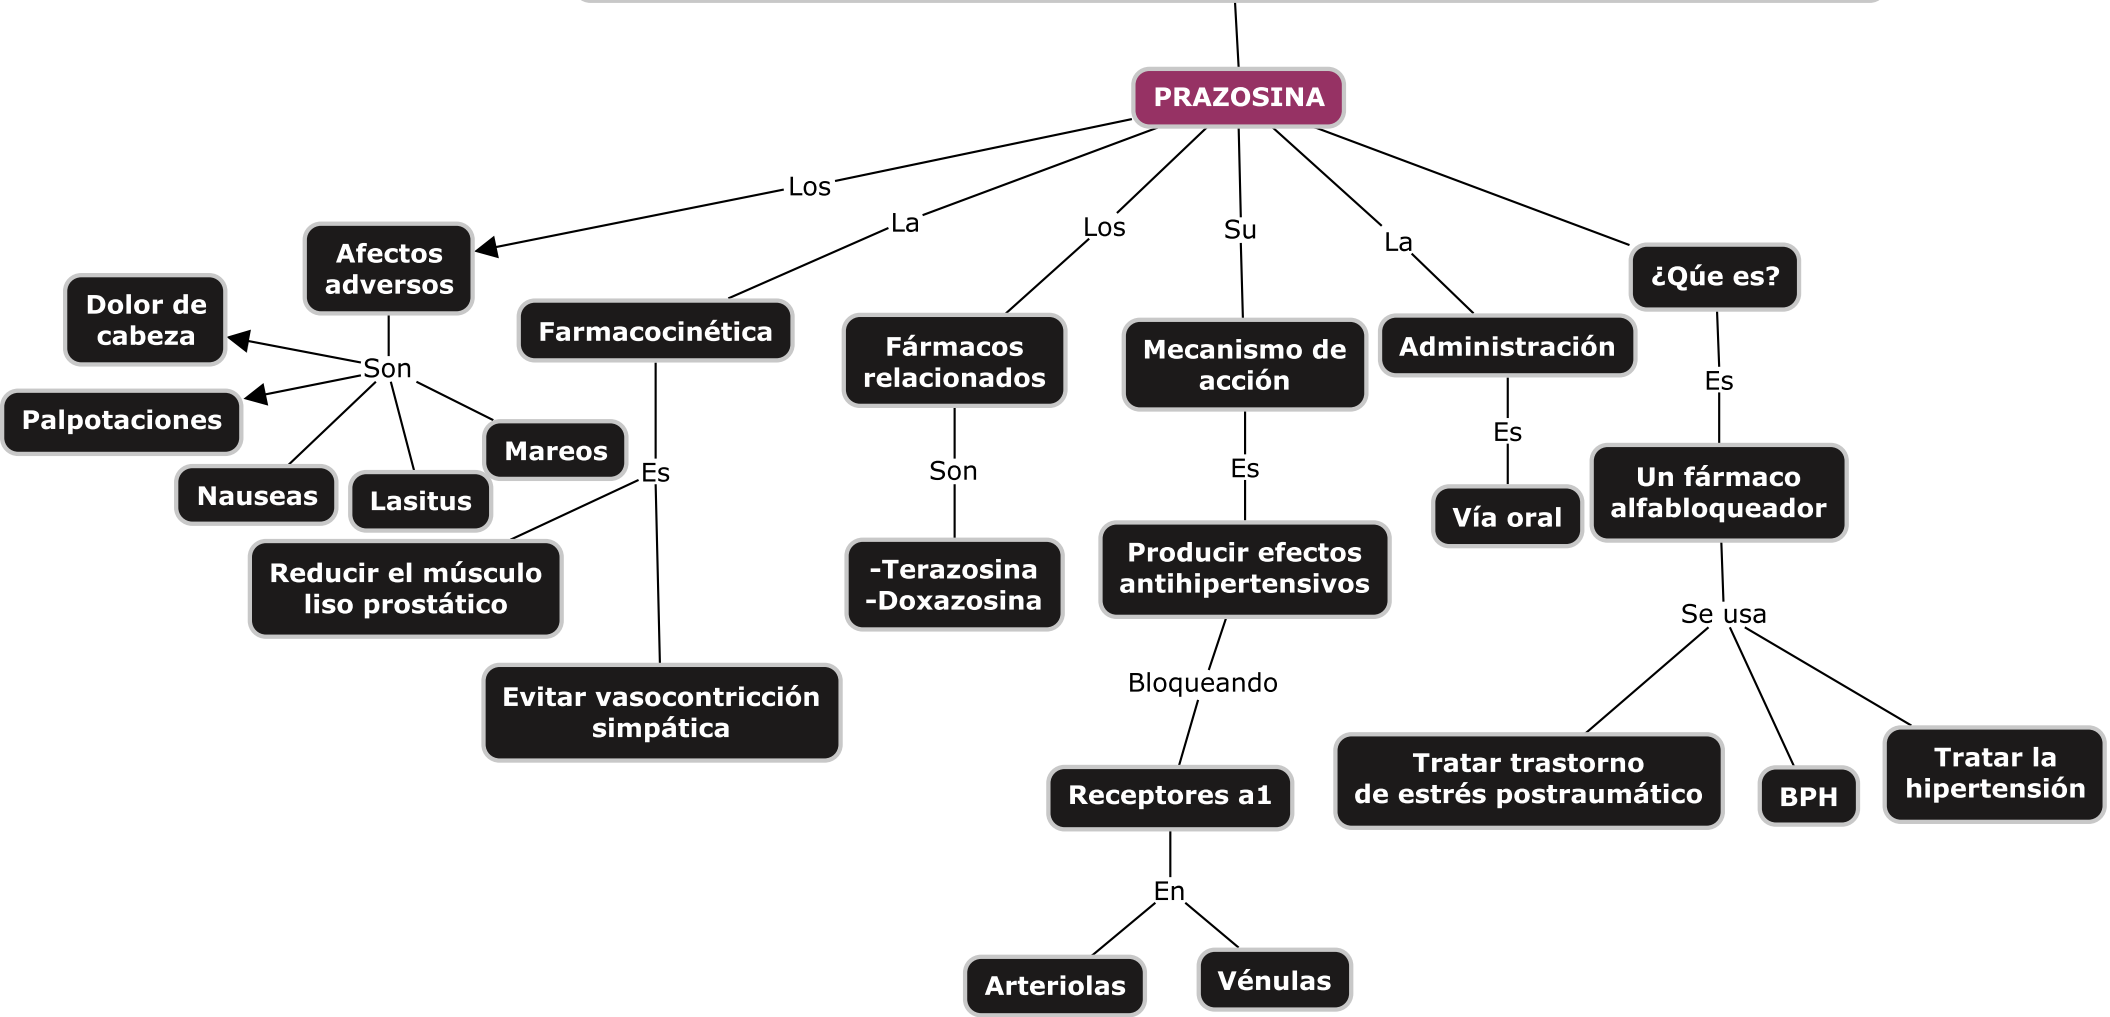 PRAZOSINA
Los
La
Los
Su
La
Afectos
adversos
¿Qúe es?
Dolor de
cabeza
Farmacocinética
Fármacos
relacionados
Mecanismo de
acción
Administración
Son
Es
Palpotaciones
Mareos
Nauseas
Lasitus
Es
Son
Es
Es
Un fármaco
alfabloqueador
Vía oral
Reducir el músculo
liso prostático
-Terazosina
-Doxazosina
Producir efectos
antihipertensivos
Se usa
Evitar vasocontricción
simpática
Bloqueando
Tratar trastorno
de estrés postraumático
BPH
Tratar la
hipertensión
Receptores a1
En
Arteriolas
Vénulas